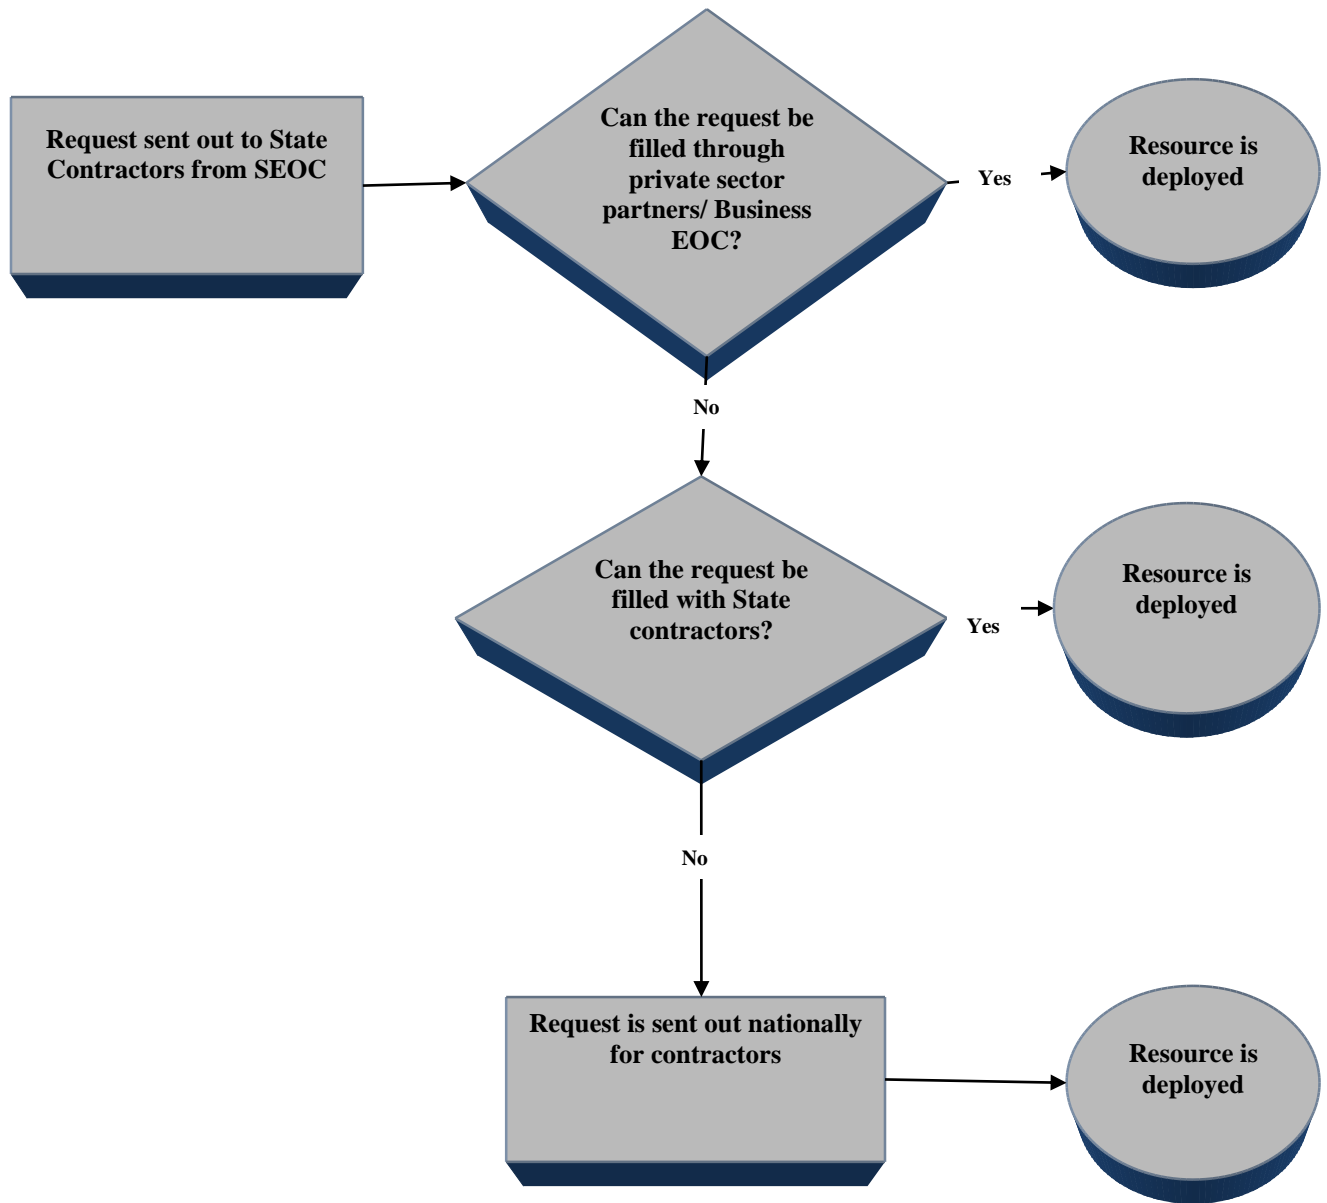 Request sent out to State
Contractors from SEOC
Can the request be
filled through
private sector
partners/ Business
EOC?
Yes
Resource is
deployed
No
Can the request be
filled with State
contractors?
Yes
Resource is
deployed
No
Request is sent out nationally
for contractors
Resource is
deployed